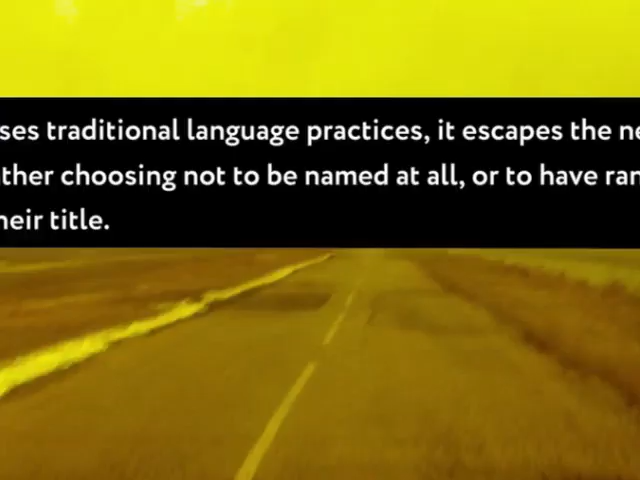 ses traditional language practices, it escapes the ne
ther choosing not to be named at all, or to have ran
heir title.